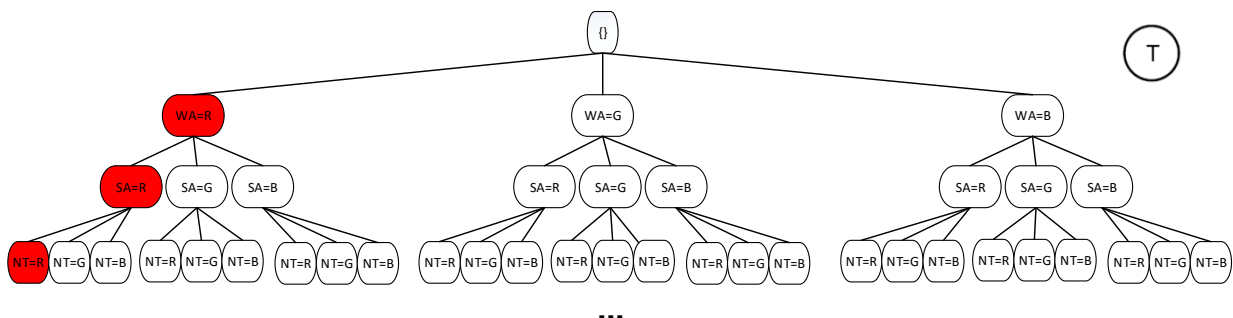 {}
T
WA=R WA=G WA=B
SA=R SA=G SA=B SA=R SA=G SA=B SA=R SA=G SA=B
NT=R NT=G NT=B NT=R NT=G NT=B NT=R NT=G NT=B NT=R NT=G NT=B NT=R NT=G NT=B NT=R NT=G NT=B NT=R NT=G NT=B NT=R NT=G NT=B NT=R NT=G NT=B
...